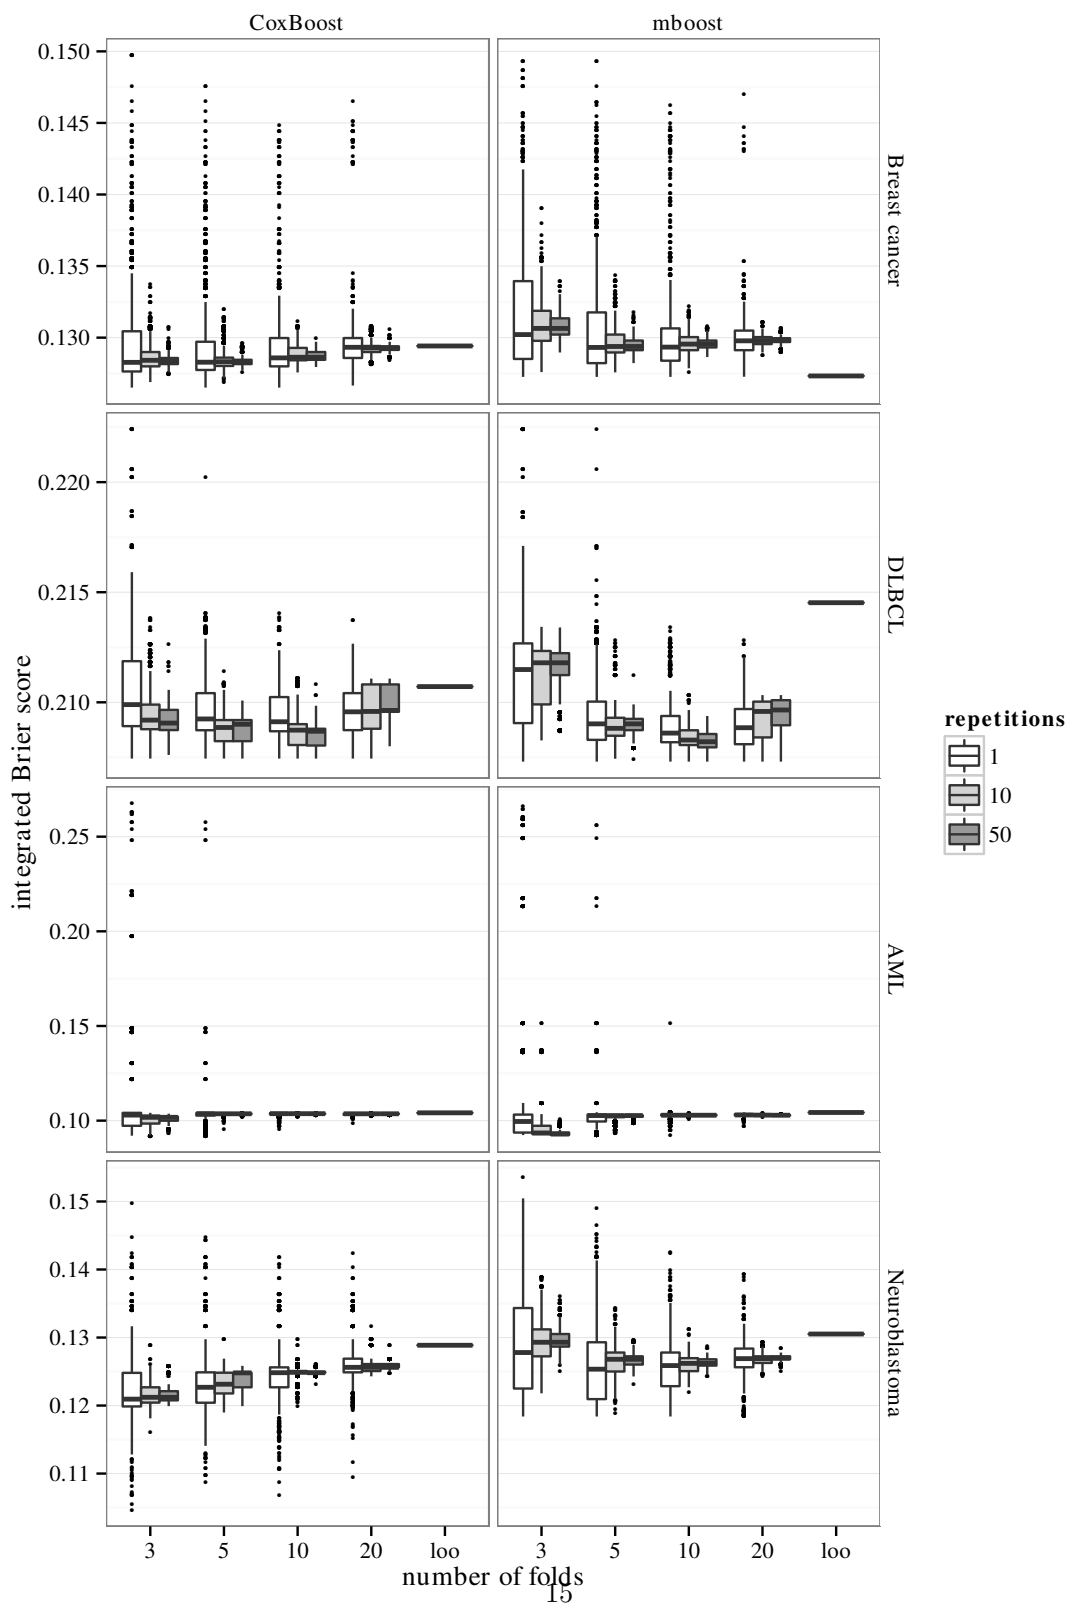 CoxBoost mboost
0.150
0.145
0.140
0.135
0.130
Breast cancer
0.220
0.215
0.210
DLBCL
integrated Brier score
0.25
0.20
0.15
0.10
AML
0.15
0.14
0.13
0.12
0.11
Neuroblastoma
3 5 10 20 loo 3 5 10 20 loo
number of folds
repetitions
1
10
50
15